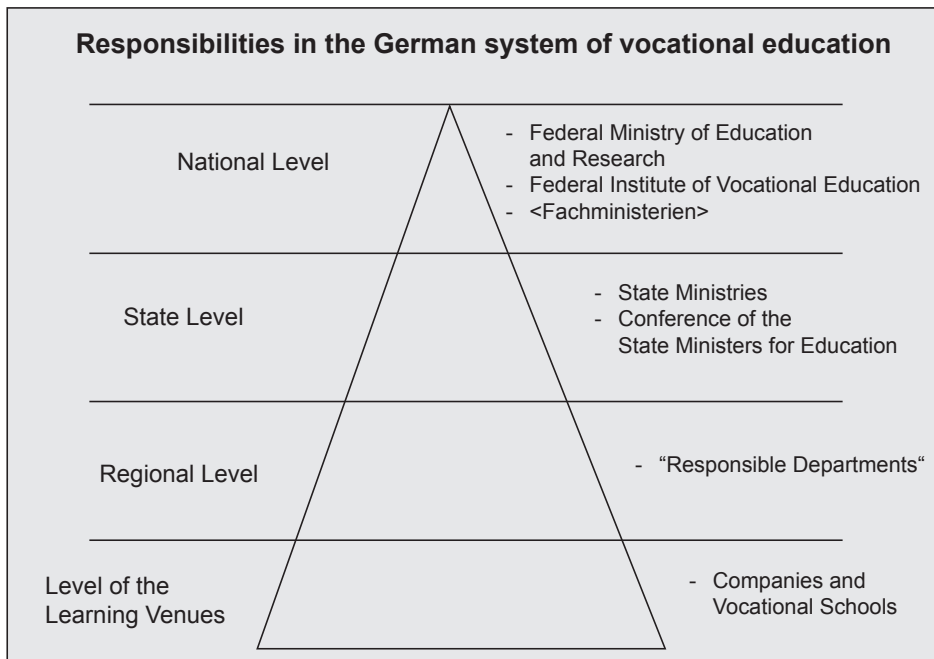 Responsibilities in the German system of vocational education
National Level
- Federal Ministry of Education
and Research
- Federal Institute of Vocational Education
- <Fachministerien>
State Level
- State Ministries
- Conference of the
State Ministers for Education
Regional Level
- “Responsible Departments“
Level of the
Learning Venues
- Companies and
Vocational Schools